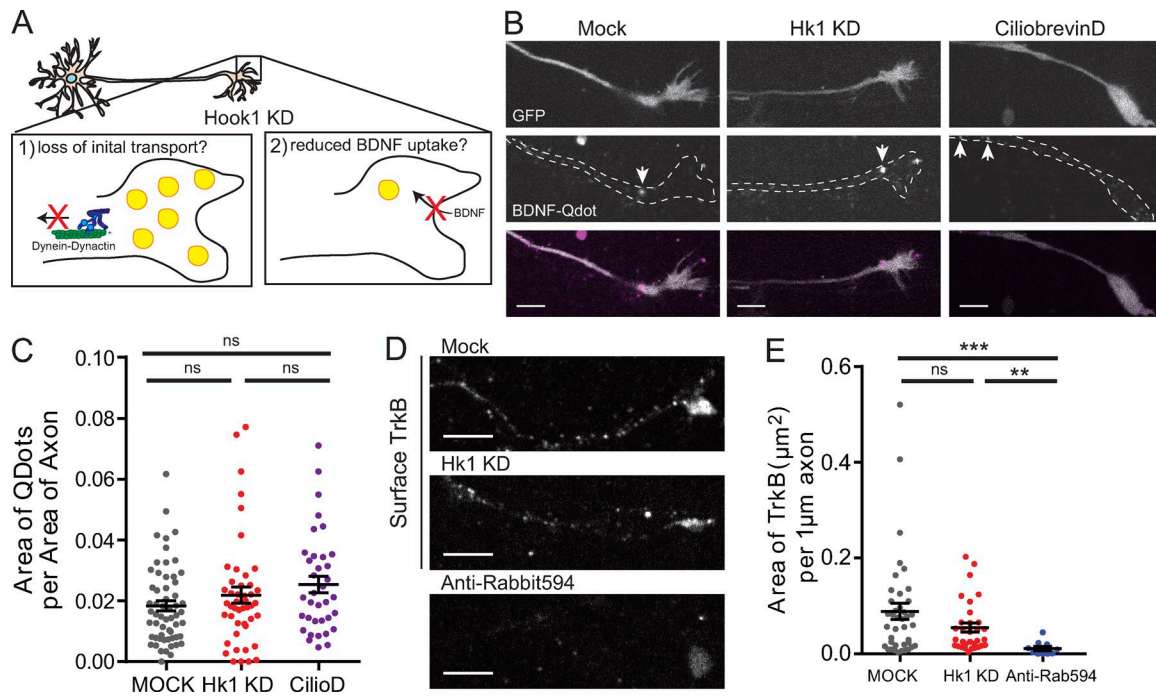 A
Hook1 KD
1) loss of inital transport?
Dynein-Dynactin
+
2) reduced BDNF uptake?
BDNF
B
Mock
Hk1 KD
CiliobrevinD
GFP
BDNF-Qdot
C
ns
ns
ns
Area of QDots
per Area of Axon
0.10
0.08
0.06
0.04
0.02
0.00
MOCK
Hk1 KD
CilioD
D
Surface TrkB
Mock
Hk1 KD
Anti-Rabbit594
E
***
ns
**
Area of TrkB (µm²)
per 1µm axon
0.6
0.4
0.2
0.0
MOCK
Hk1 KD
Anti-Rab594